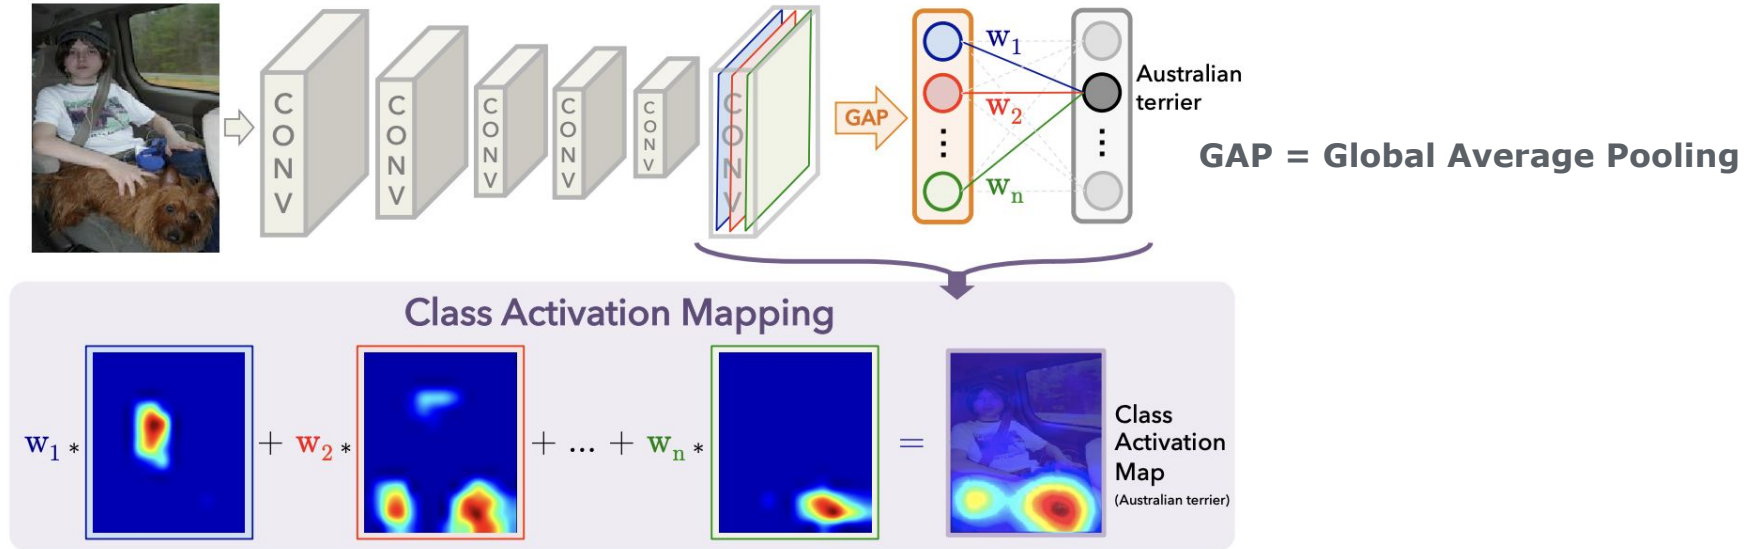 CONV
CONV
CONV
CONV
CONV
CONV
GAP
w1
w2
⋮
wn
⋮
Australian
terrier
GAP = Global Average Pooling
Class Activation Mapping
w1 * + w2 * + ... + wn * =
Class
Activation
Map
(Australian terrier)